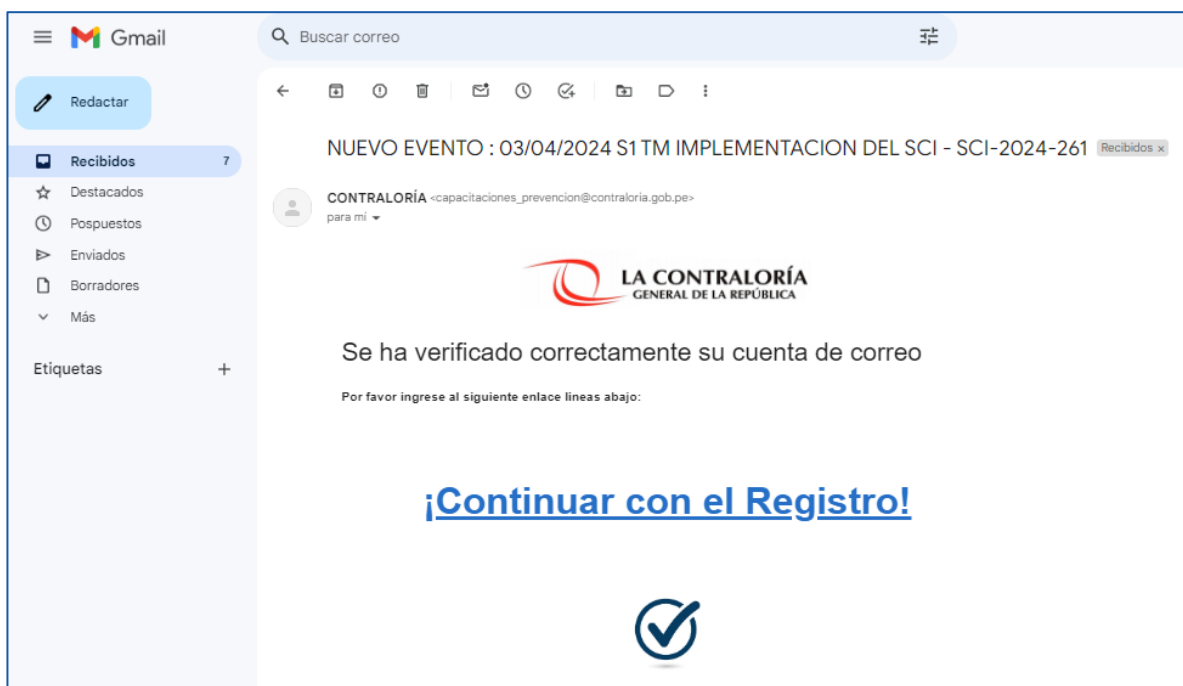 Gmail
Buscar correo
Redactar
NUEVO EVENTO : 03/04/2024 S1 TM IMPLEMENTACION DEL SCI - SCI-2024-261 Recibidos x
Recibidos 7
Destacados
Pospuestos
Enviados
Borradores
Más
Etiquetas +
CONTRALORÍA <capacitaciones_prevencion@contraloria.gob.pe>
para mí
LA CONTRALORÍA
GENERAL DE LA REPÚBLICA
Se ha verificado correctamente su cuenta de correo
Por favor ingrese al siguiente enlace lineas abajo:
¡Continuar con el Registro!